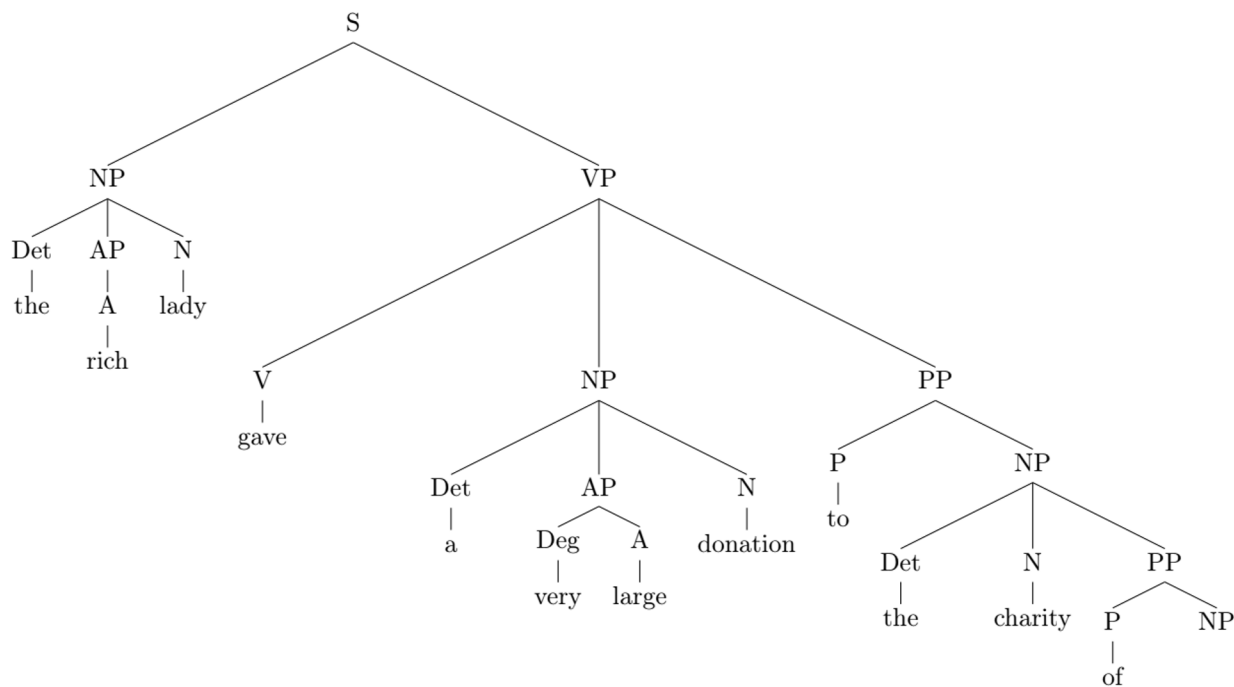 S
NP VP
Det AP N
the A lady
rich
V NP PP
gave
P NP
to
Det AP N
a Deg A donation
very large
Det N PP
the charity P NP
of